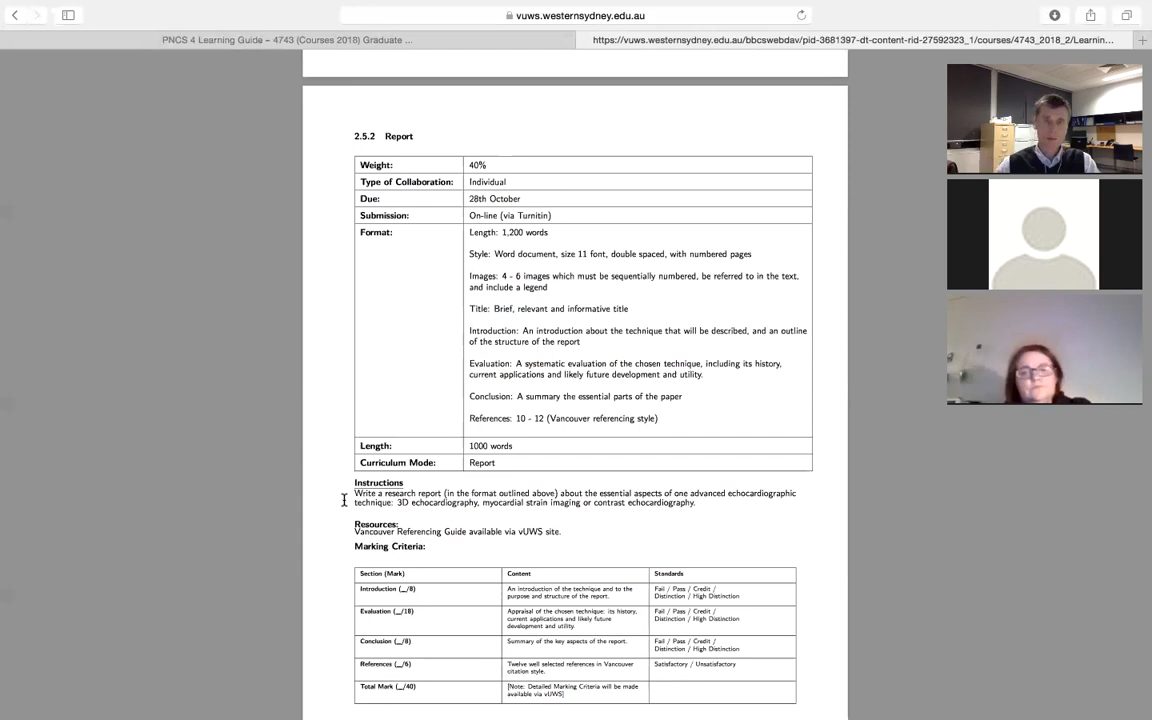 vuws.westernsydney.edu.au
PNCS 4 Learning Guide – 4743 (Courses 2018) Graduate ...
https://vuws.westernsydney.edu.au/bbcswebdav/pid-3681397-dt-content-rid-27592323_1/courses/4743_2018_2/Learnin...
2.5.2 Report
Weight: 40%
Type of Collaboration: Individual
Due: 28th October
Submission: On-line (via Turnitin)
Format: Length: 1,200 words
Style: Word document, size 11 font, double spaced, with numbered pages
Images: 4 - 6 images which must be sequentially numbered, be referred to in the text,
and include a legend
Title: Brief, relevant and informative title
Introduction: An introduction about the technique that will be described, and an outline
of the structure of the report
Evaluation: A systematic evaluation of the chosen technique, including its history,
current applications and likely future development and utility.
Conclusion: A summary the essential parts of the paper
References: 10 - 12 (Vancouver referencing style)
Length: 1000 words
Curriculum Mode: Report
Instructions
Write a research report (in the format outlined above) about the essential aspects of one advanced echocardiographic
technique: 3D echocardiography, myocardial strain imaging or contrast echocardiography.
Resources:
Vancouver Referencing Guide available via vUWS site.
Marking Criteria:
Section (Mark) Content Standards
Introduction (_/8) An introduction of the technique and to the Fail / Pass / Credit /
purpose and structure of the report. Distinction / High Distinction
Evaluation (_/18) Appraisal of the chosen technique: its history, Fail / Pass / Credit /
current applications and likely future Distinction / High Distinction
development and utility.
Conclusion (_/8) Summary of the key aspects of the report. Fail / Pass / Credit /
Distinction / High Distinction
References (_/6) Twelve well selected references in Vancouver Satisfactory / Unsatisfactory
citation style.
Total Mark (_/40) [Note: Detailed Marking Criteria will be made
available via vUWS]